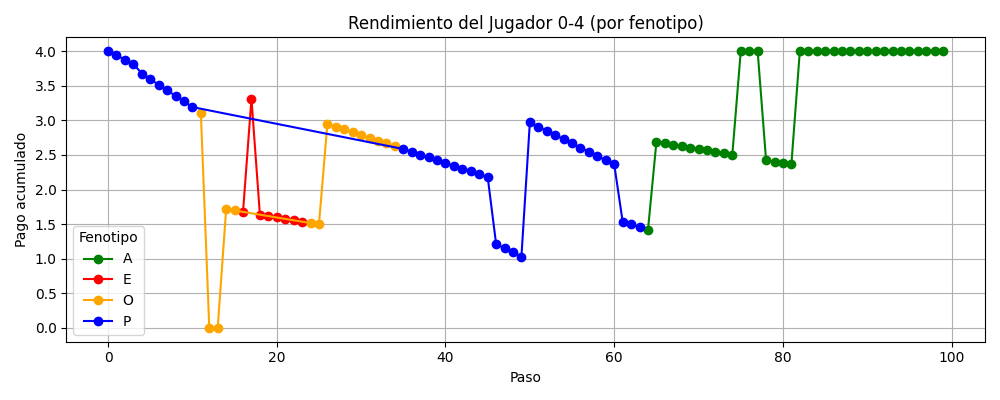 Rendimiento del Jugador 0-4 (por fenotipo)
Pago acumulado
4.0
3.5
3.0
2.5
2.0
1.5
1.0
0.5
0.0
Fenotipo
A
E
O
P
0 20 40 60 80 100
Paso